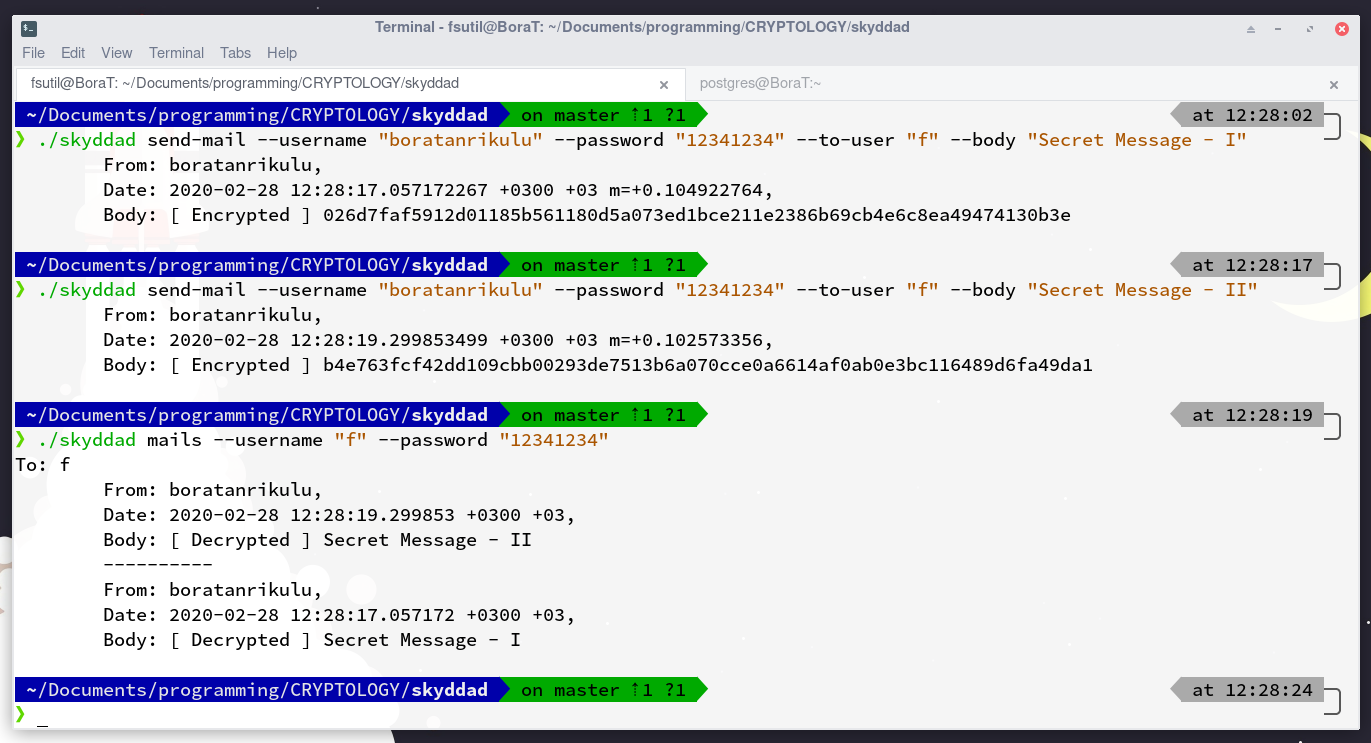 Terminal - fsutil@BoraT: ~/Documents/programming/CRYPTOLOGY/skyddad
File Edit View Terminal Tabs Help
fsutil@BoraT: ~/Documents/programming/CRYPTOLOGY/skyddad × postgres@BoraT:~ ×
~/Documents/programming/CRYPTOLOGY/skyddad on master ⇡1 ?1 at 12:28:02
❯ ./skyddad send-mail --username "boratanrikulu" --password "12341234" --to-user "f" --body "Secret Message - I"
From: boratanrikulu,
Date: 2020-02-28 12:28:17.057172267 +0300 +03 m=+0.104922764,
Body: [ Encrypted ] 026d7faf5912d01185b561180d5a073ed1bce211e2386b69cb4e6c8ea49474130b3e
~/Documents/programming/CRYPTOLOGY/skyddad on master ⇡1 ?1 at 12:28:17
❯ ./skyddad send-mail --username "boratanrikulu" --password "12341234" --to-user "f" --body "Secret Message - II"
From: boratanrikulu,
Date: 2020-02-28 12:28:19.299853499 +0300 +03 m=+0.102573356,
Body: [ Encrypted ] b4e763fcf42dd109cbb00293de7513b6a070cce0a6614af0ab0e3bc116489d6fa49da1
~/Documents/programming/CRYPTOLOGY/skyddad on master ⇡1 ?1 at 12:28:19
❯ ./skyddad mails --username "f" --password "12341234"
To: f
From: boratanrikulu,
Date: 2020-02-28 12:28:19.299853 +0300 +03,
Body: [ Decrypted ] Secret Message - II
----------
From: boratanrikulu,
Date: 2020-02-28 12:28:17.057172 +0300 +03,
Body: [ Decrypted ] Secret Message - I
~/Documents/programming/CRYPTOLOGY/skyddad on master ⇡1 ?1 at 12:28:24
❯ _